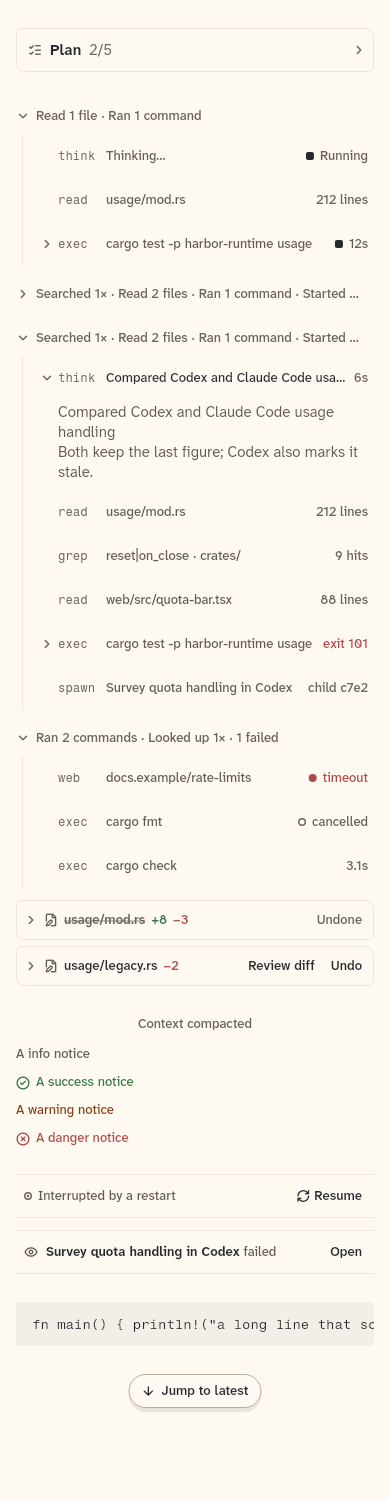 Plan 2/5
Read 1 file · Ran 1 command
think Thinking... Running
read usage/mod.rs 212 lines
exec cargo test -p harbor-runtime usage 12s
Searched 1× · Read 2 files · Ran 1 command · Started ...
Searched 1× · Read 2 files · Ran 1 command · Started ...
think Compared Codex and Claude Code usa... 6s
Compared Codex and Claude Code usage
handling
Both keep the last figure; Codex also marks it
stale.
read usage/mod.rs 212 lines
grep reset|on_close · crates/ 9 hits
read web/src/quota-bar.tsx 88 lines
exec cargo test -p harbor-runtime usage exit 101
spawn Survey quota handling in Codex child c7e2
Ran 2 commands · Looked up 1× · 1 failed
web docs.example/rate-limits timeout
exec cargo fmt cancelled
exec cargo check 3.1s
usage/mod.rs +8 −3 Undone
usage/legacy.rs −2 Review diff Undo
Context compacted
A info notice
A success notice
A warning notice
A danger notice
Interrupted by a restart Resume
Survey quota handling in Codex failed Open
fn main() { println!("a long line that sc
Jump to latest